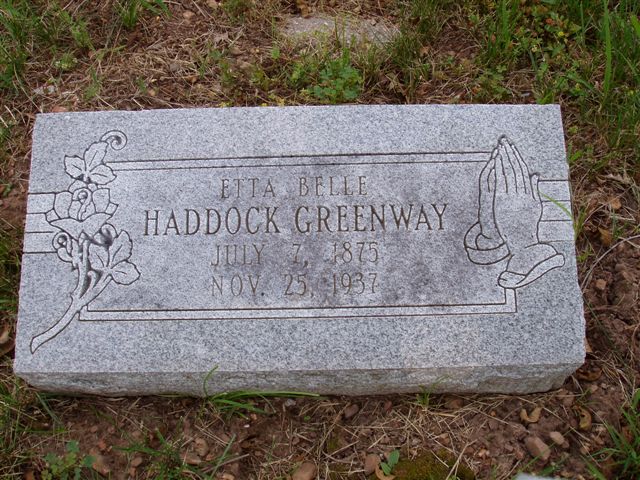 ETTA BELLE
HADDOCK GREENWAY
JULY 7, 1875
NOV. 25, 1937